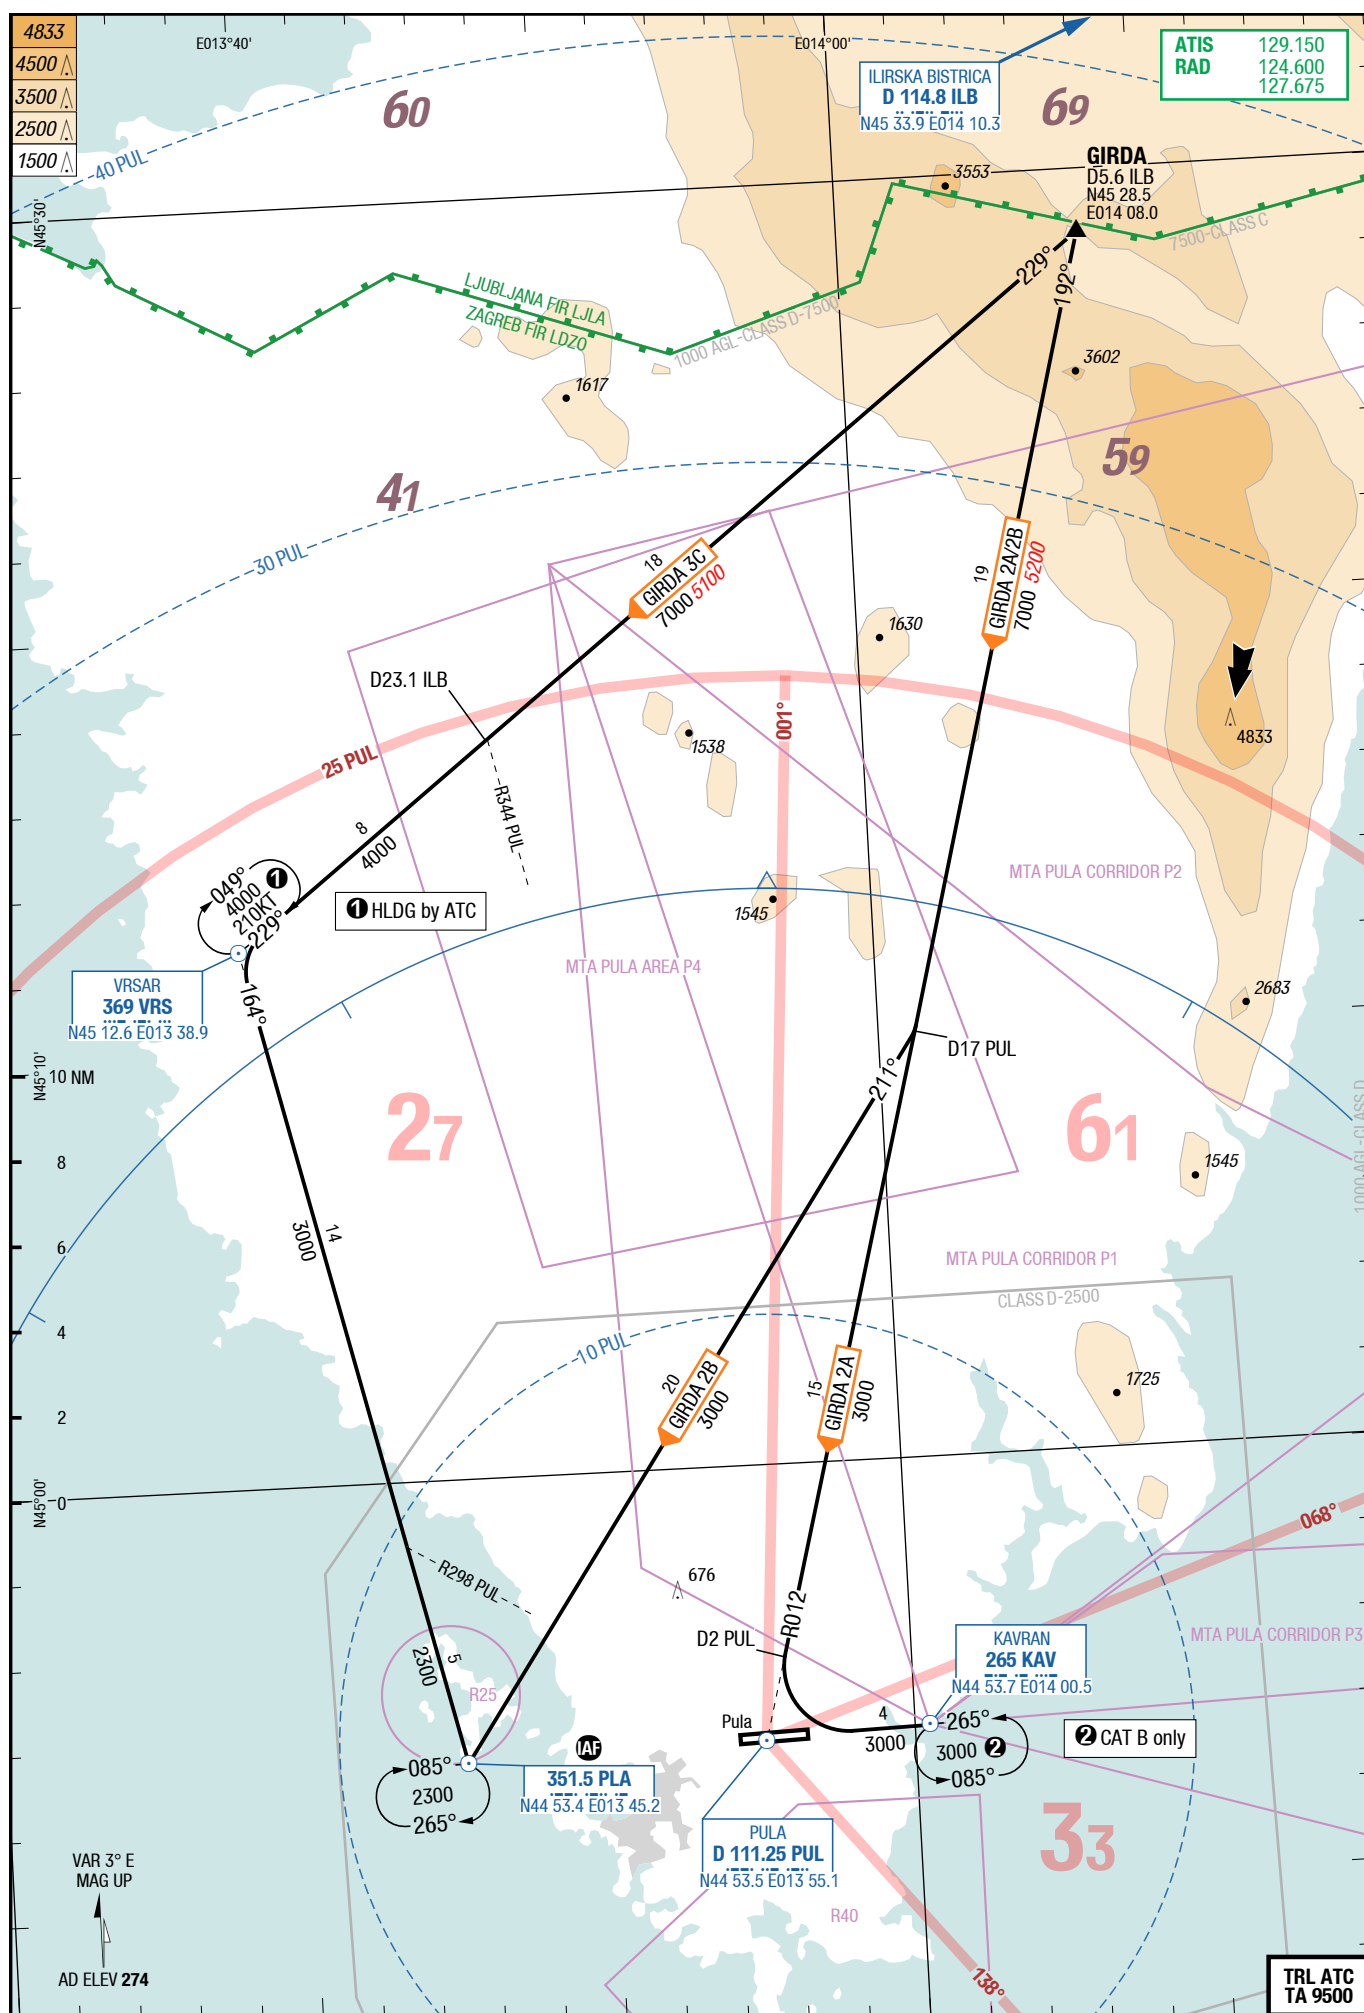 4833
4500
3500
2500
1500
E013°40'
E014°00'
ILIRSKA BISTRICA
D 114.8 ILB
N45 33.9 E014 10.3
ATIS 129.150
RAD 124.600
127.675
60
69
40 PUL
3553
GIRDA
D5.6 ILB
N45 28.5
E014 08.0
N45°30'
7500-CLASS C
229°
192°
LJUBLJANA FIR LJLA
ZAGREB FIR LDZO
1000 AGL-CLASS D-7500
1617
3602
59
41
30 PUL
18
GIRDA 3C
7000 5100
19
GIRDA 2A/2B
7000 5200
1630
D23.1 ILB
001°
1538
4833
25 PUL
R344 PUL
8
4000
049°
4000 1
210KT
229°
1 HLDG by ATC
1545
MTA PULA CORRIDOR P2
MTA PULA AREA P4
VRSAR
369 VRS
N45 12.6 E013 38.9
164°
2683
D17 PUL
211°
N45°10'
10 NM
8
6
4
2
0
27
61
1545
1000 AGL-CLASS D
14
3000
MTA PULA CORRIDOR P1
CLASS D-2500
10 PUL
20
GIRDA 2B
3000
15
GIRDA 2A
3000
1725
N45°00'
068°
R298 PUL
676
R012
D2 PUL
KAVRAN
265 KAV
N44 53.7 E014 00.5
MTA PULA CORRIDOR P3
5
2300
R25
Pula
4
3000
265°
3000 2
085°
2 CAT B only
IAF
085°
2300
265°
351.5 PLA
N44 53.4 E013 45.2
PULA
D 111.25 PUL
N44 53.5 E013 55.1
33
R40
VAR 3° E
MAG UP
AD ELEV 274
138°
TRL ATC
TA 9500